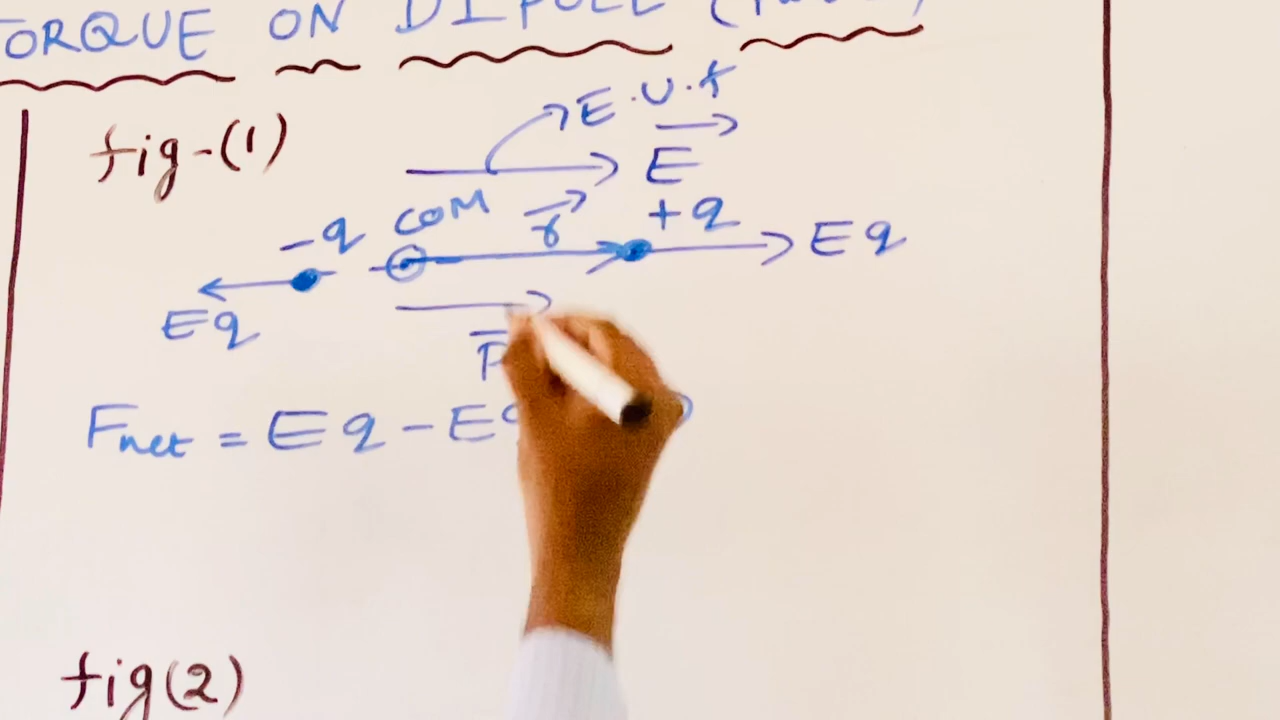 TORQUE ON DIPOLE
fig-(1)
E.U.f
E
-q COM r +q Eq
Eq
P
Fnet = Eq - Eq
fig(2)